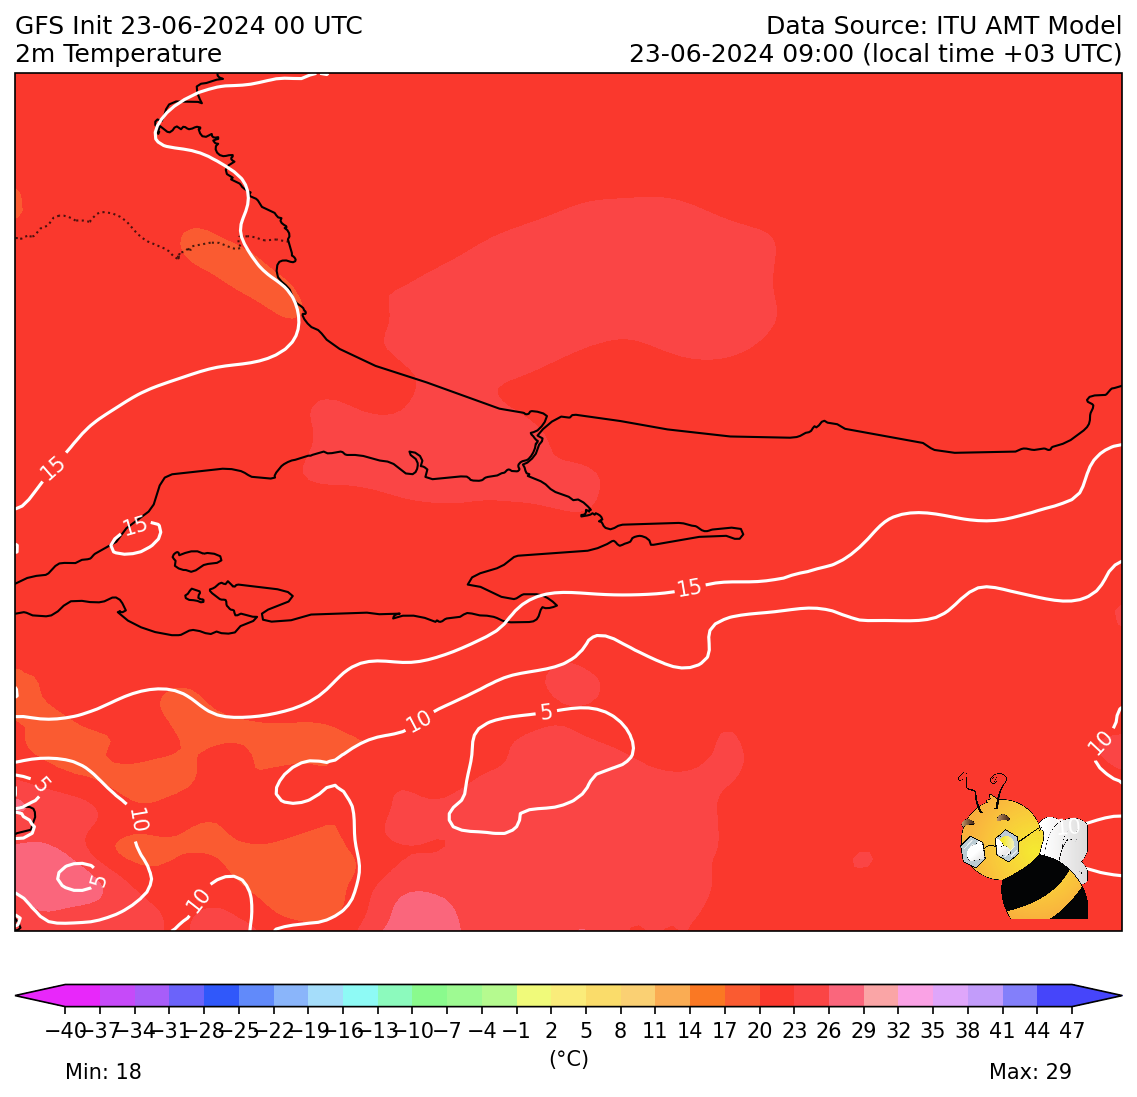 GFS Init 23-06-2024 00 UTC
Data Source: ITU AMT Model
2m Temperature
23-06-2024 09:00 (local time +03 UTC)
15
15
15
10
5
10
5
10
10
5
10
−40 −37 −34 −31 −28 −25 −22 −19 −16 −13 −10 −7 −4 −1 2 5 8 11 14 17 20 23 26 29 32 35 38 41 44 47
(°C)
Min: 18
Max: 29